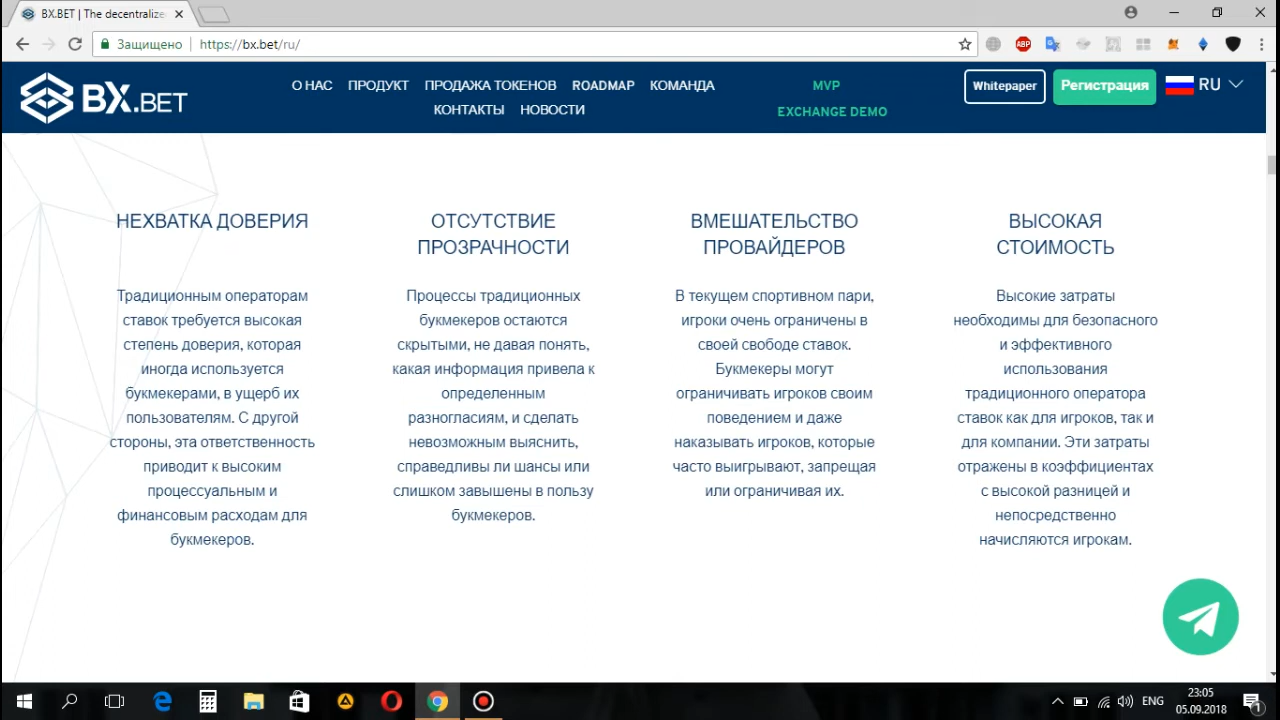 BX.BET | The decentralize
Защищено
https://bx.bet/ru/
ABP
BX.BET
О НАС
ПРОДУКТ
ПРОДАЖА ТОКЕНОВ
ROADMAP
КОМАНДА
КОНТАКТЫ
НОВОСТИ
MVP
EXCHANGE DEMO
Whitepaper
Регистрация
RU
НЕХВАТКА ДОВЕРИЯ
Традиционным операторам
ставок требуется высокая
степень доверия, которая
иногда используется
букмекерами, в ущерб их
пользователям. С другой
стороны, эта ответственность
приводит к высоким
процессуальным и
финансовым расходам для
букмекеров.
ОТСУТСТВИЕ
ПРОЗРАЧНОСТИ
Процессы традиционных
букмекеров остаются
скрытыми, не давая понять,
какая информация привела к
определенным
разногласиям, и сделать
невозможным выяснить,
справедливы ли шансы или
слишком завышены в пользу
букмекеров.
ВМЕШАТЕЛЬСТВО
ПРОВАЙДЕРОВ
В текущем спортивном пари,
игроки очень ограничены в
своей свободе ставок.
Букмекеры могут
ограничивать игроков своим
поведением и даже
наказывать игроков, которые
часто выигрывают, запрещая
или ограничивая их.
ВЫСОКАЯ
СТОИМОСТЬ
Высокие затраты
необходимы для безопасного
и эффективного
использования
традиционного оператора
ставок как для игроков, так и
для компании. Эти затраты
отражены в коэффициентах
с высокой разницей и
непосредственно
начисляются игрокам.
ENG
23:05
05.09.2018
1